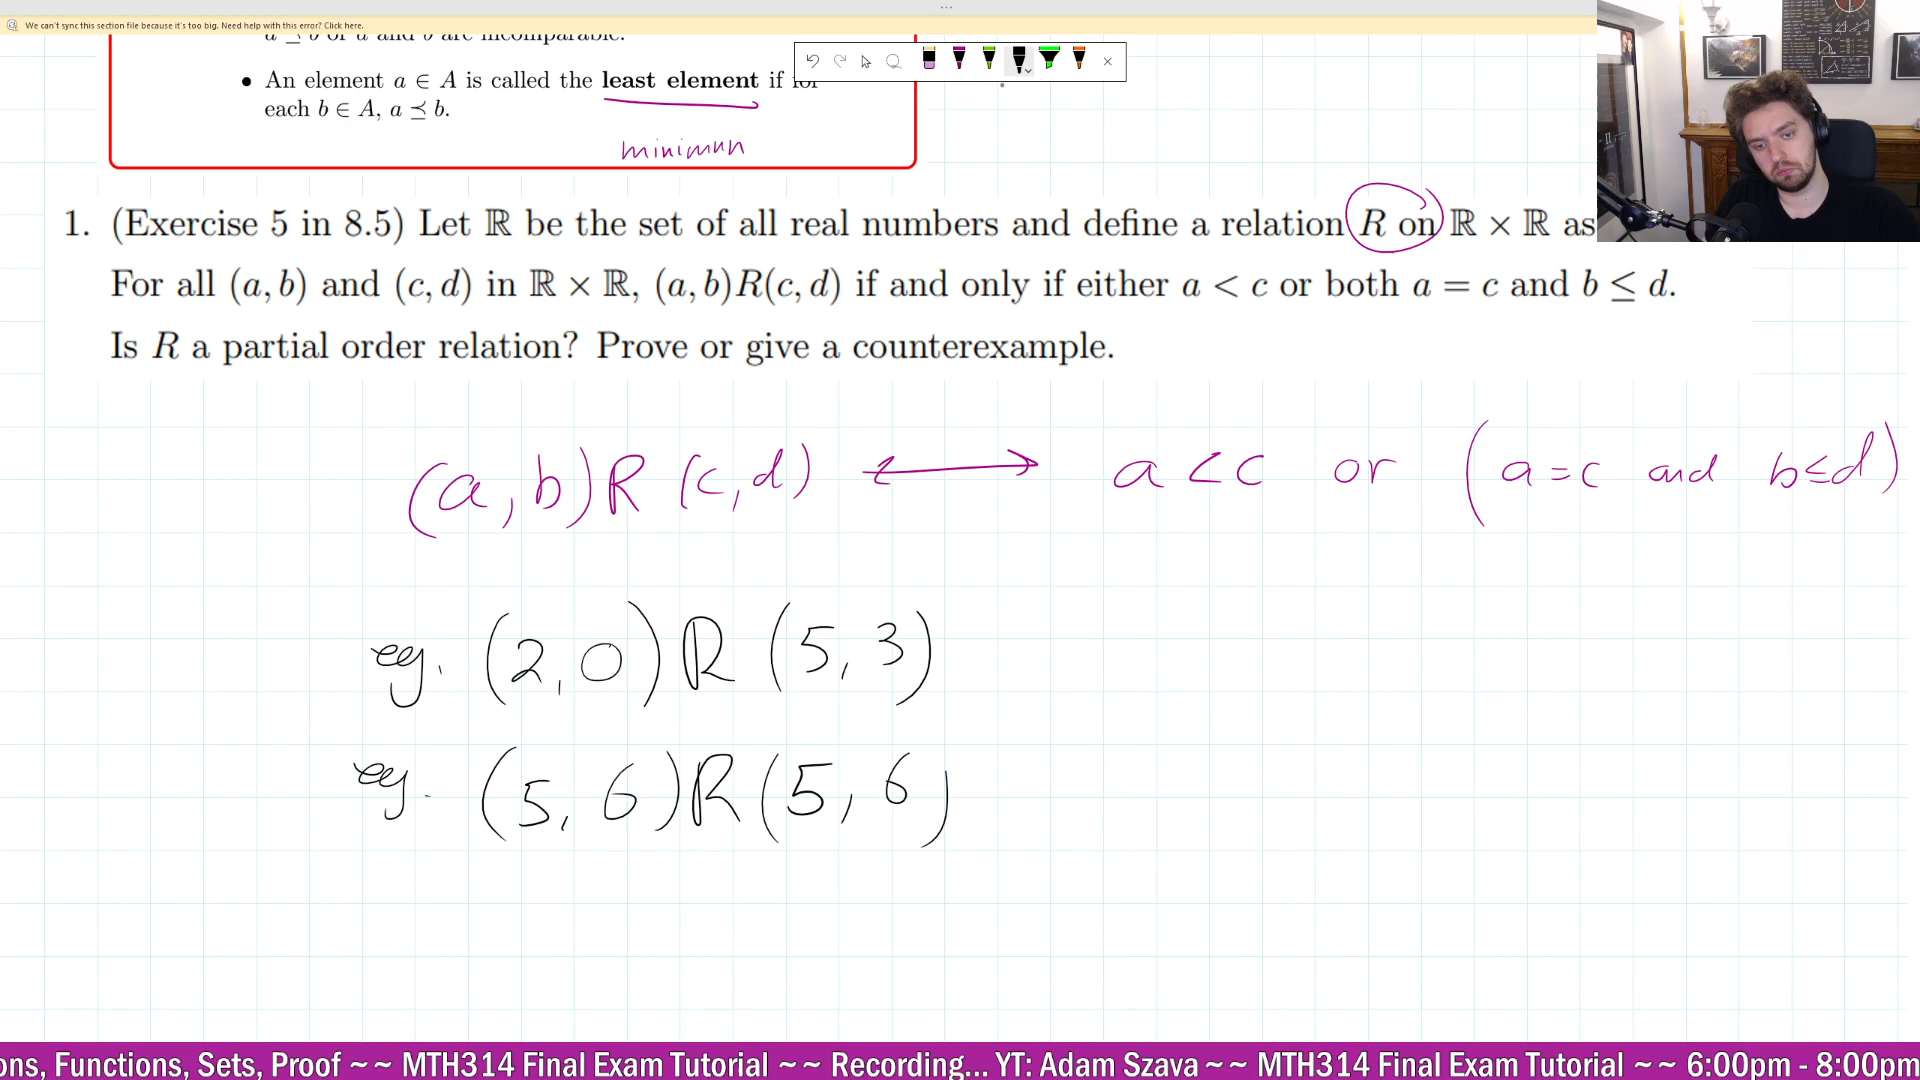 We can't sync this section file because it's too big. Need help with this error? Click here.
a ⪯ b or a and b are incomparable.
• An element a ∈ A is called the least element if for
each b ∈ A, a ⪯ b.
minimun
1. (Exercise 5 in 8.5) Let ℝ be the set of all real numbers and define a relation R on ℝ × ℝ as
For all (a, b) and (c, d) in ℝ × ℝ, (a, b)R(c, d) if and only if either a < c or both a = c and b ≤ d.
Is R a partial order relation? Prove or give a counterexample.
(a, b) R (c, d) ⟷ a < c or (a = c and b ≤ d)
eg. (2, 0) R (5, 3)
eg. (5, 6) R (5, 6)
ons, Functions, Sets, Proof ~~ MTH314 Final Exam Tutorial ~~ Recording... YT: Adam Szava ~~ MTH314 Final Exam Tutorial ~~ 6:00pm - 8:00pm